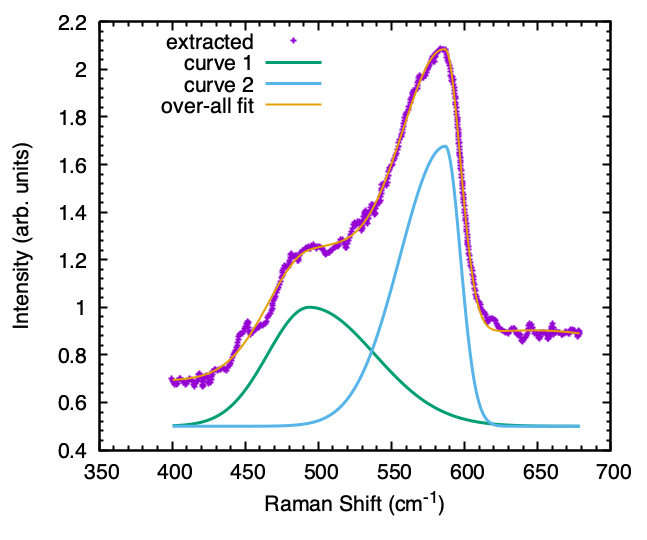 2.2
2
1.8
1.6
1.4
1.2
1
0.8
0.6
0.4
Intensity (arb. units)
extracted
curve 1
curve 2
over-all fit
350 400 450 500 550 600 650 700
Raman Shift (cm⁻¹)